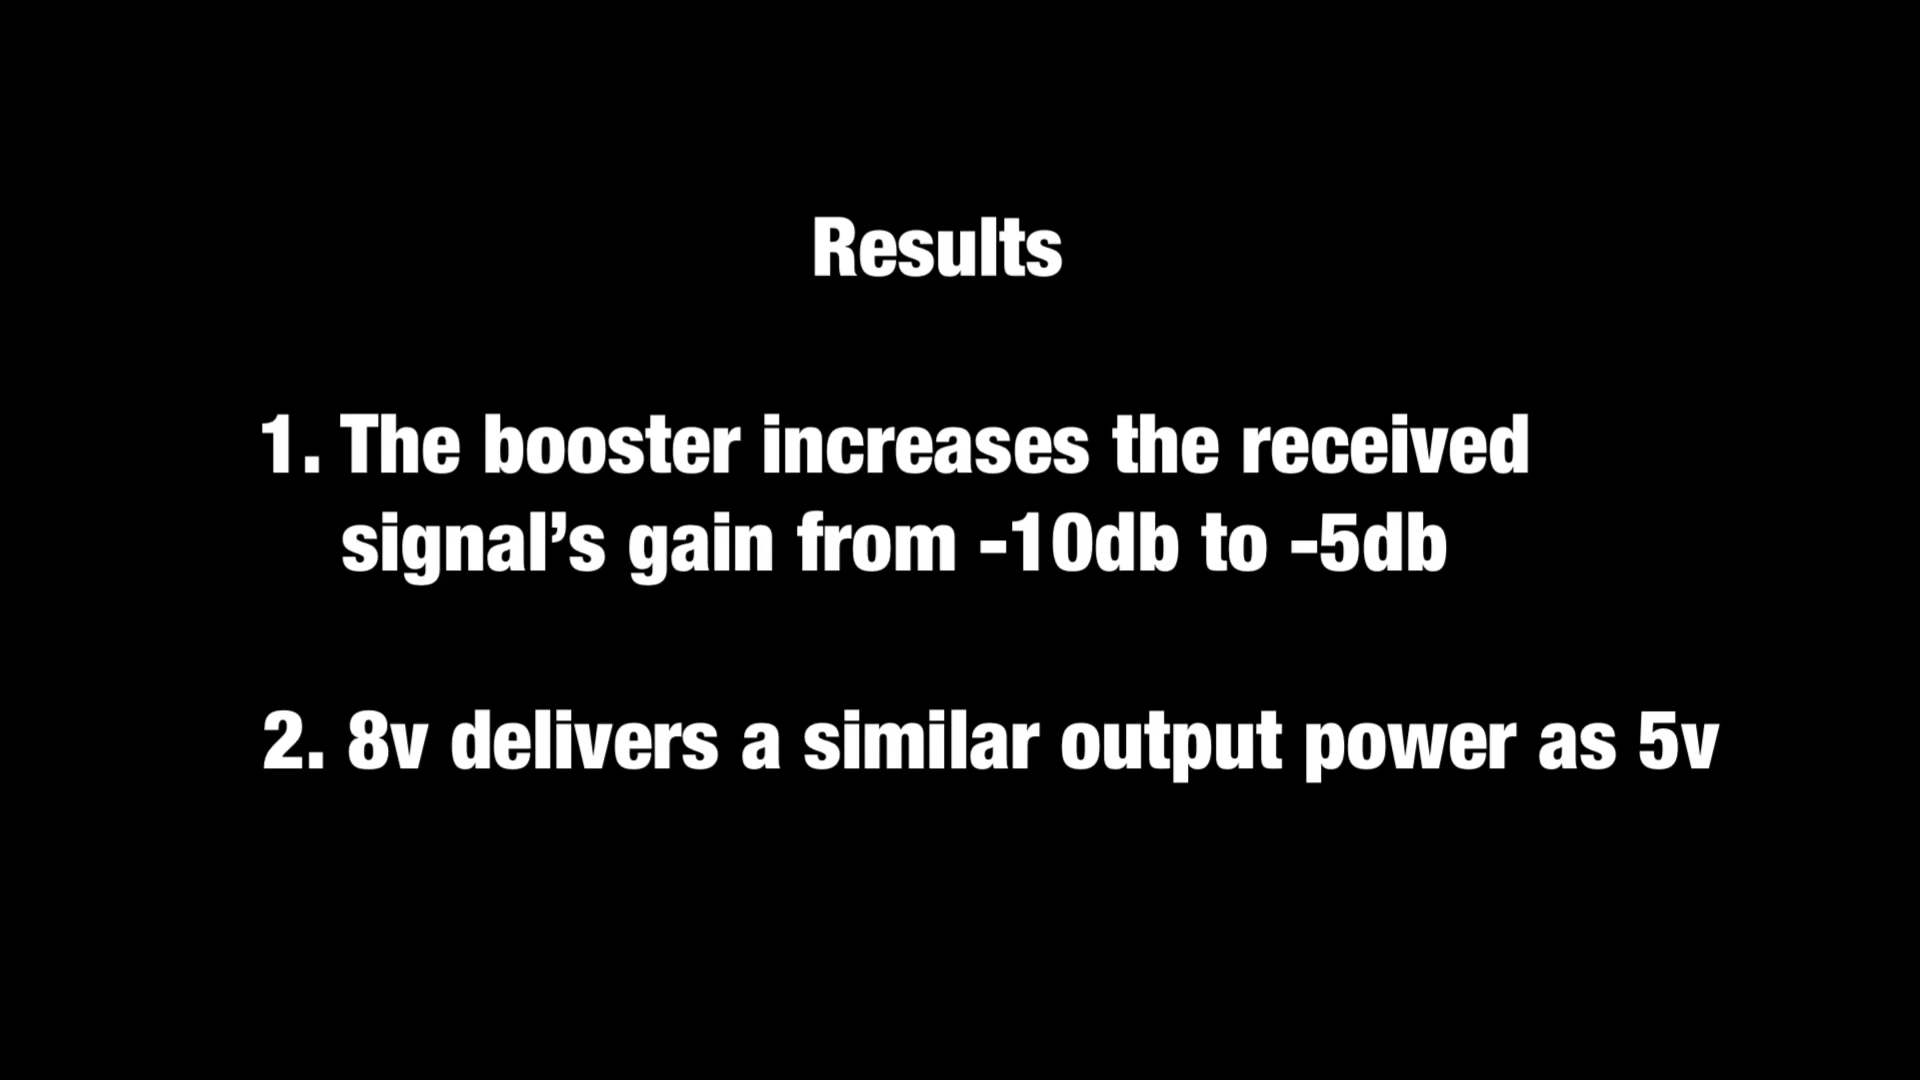 Results
1. The booster increases the received
signal’s gain from -10db to -5db
2. 8v delivers a similar output power as 5v